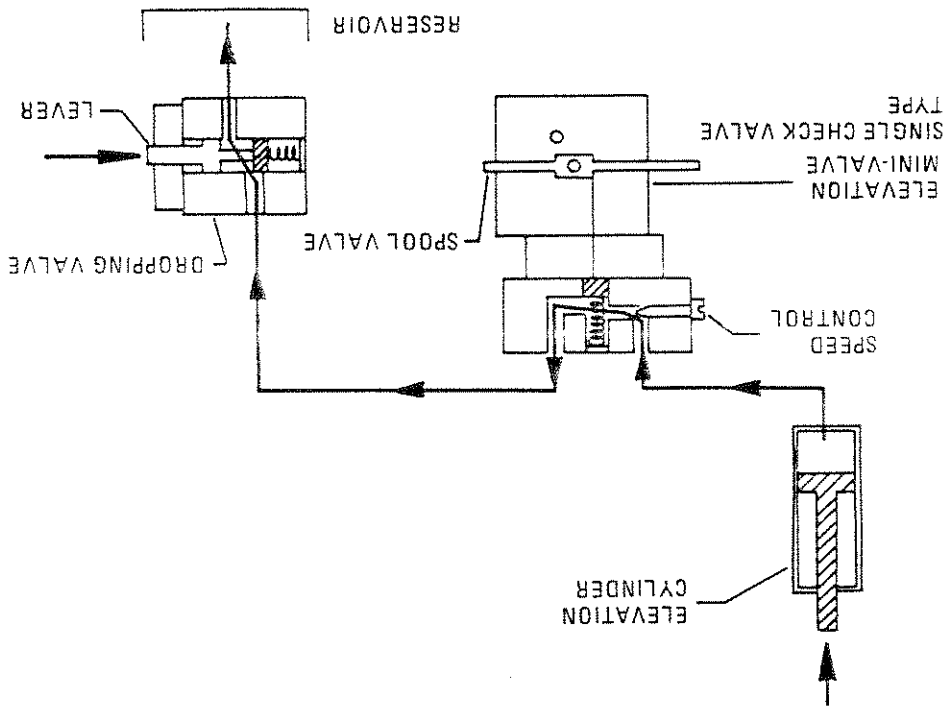 ELEVATION
CYLINDER
SPEED
CONTROL
DROPPING VALVE
SPOOL VALVE
ELEVATION
MINI-VALVE
SINGLE CHECK VALVE
TYPE
LEVER
RESERVOIR